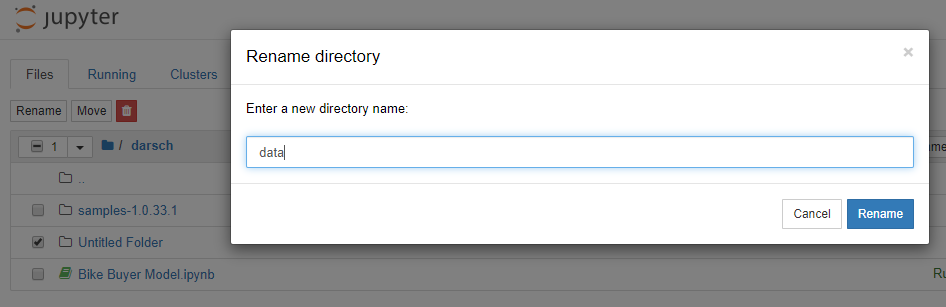 jupyter
Rename directory ×
Files Running Clusters
Enter a new directory name:
Rename Move
data
1 / darsch
..
samples-1.0.33.1
Cancel Rename
Untitled Folder
Bike Buyer Model.ipynb Ru